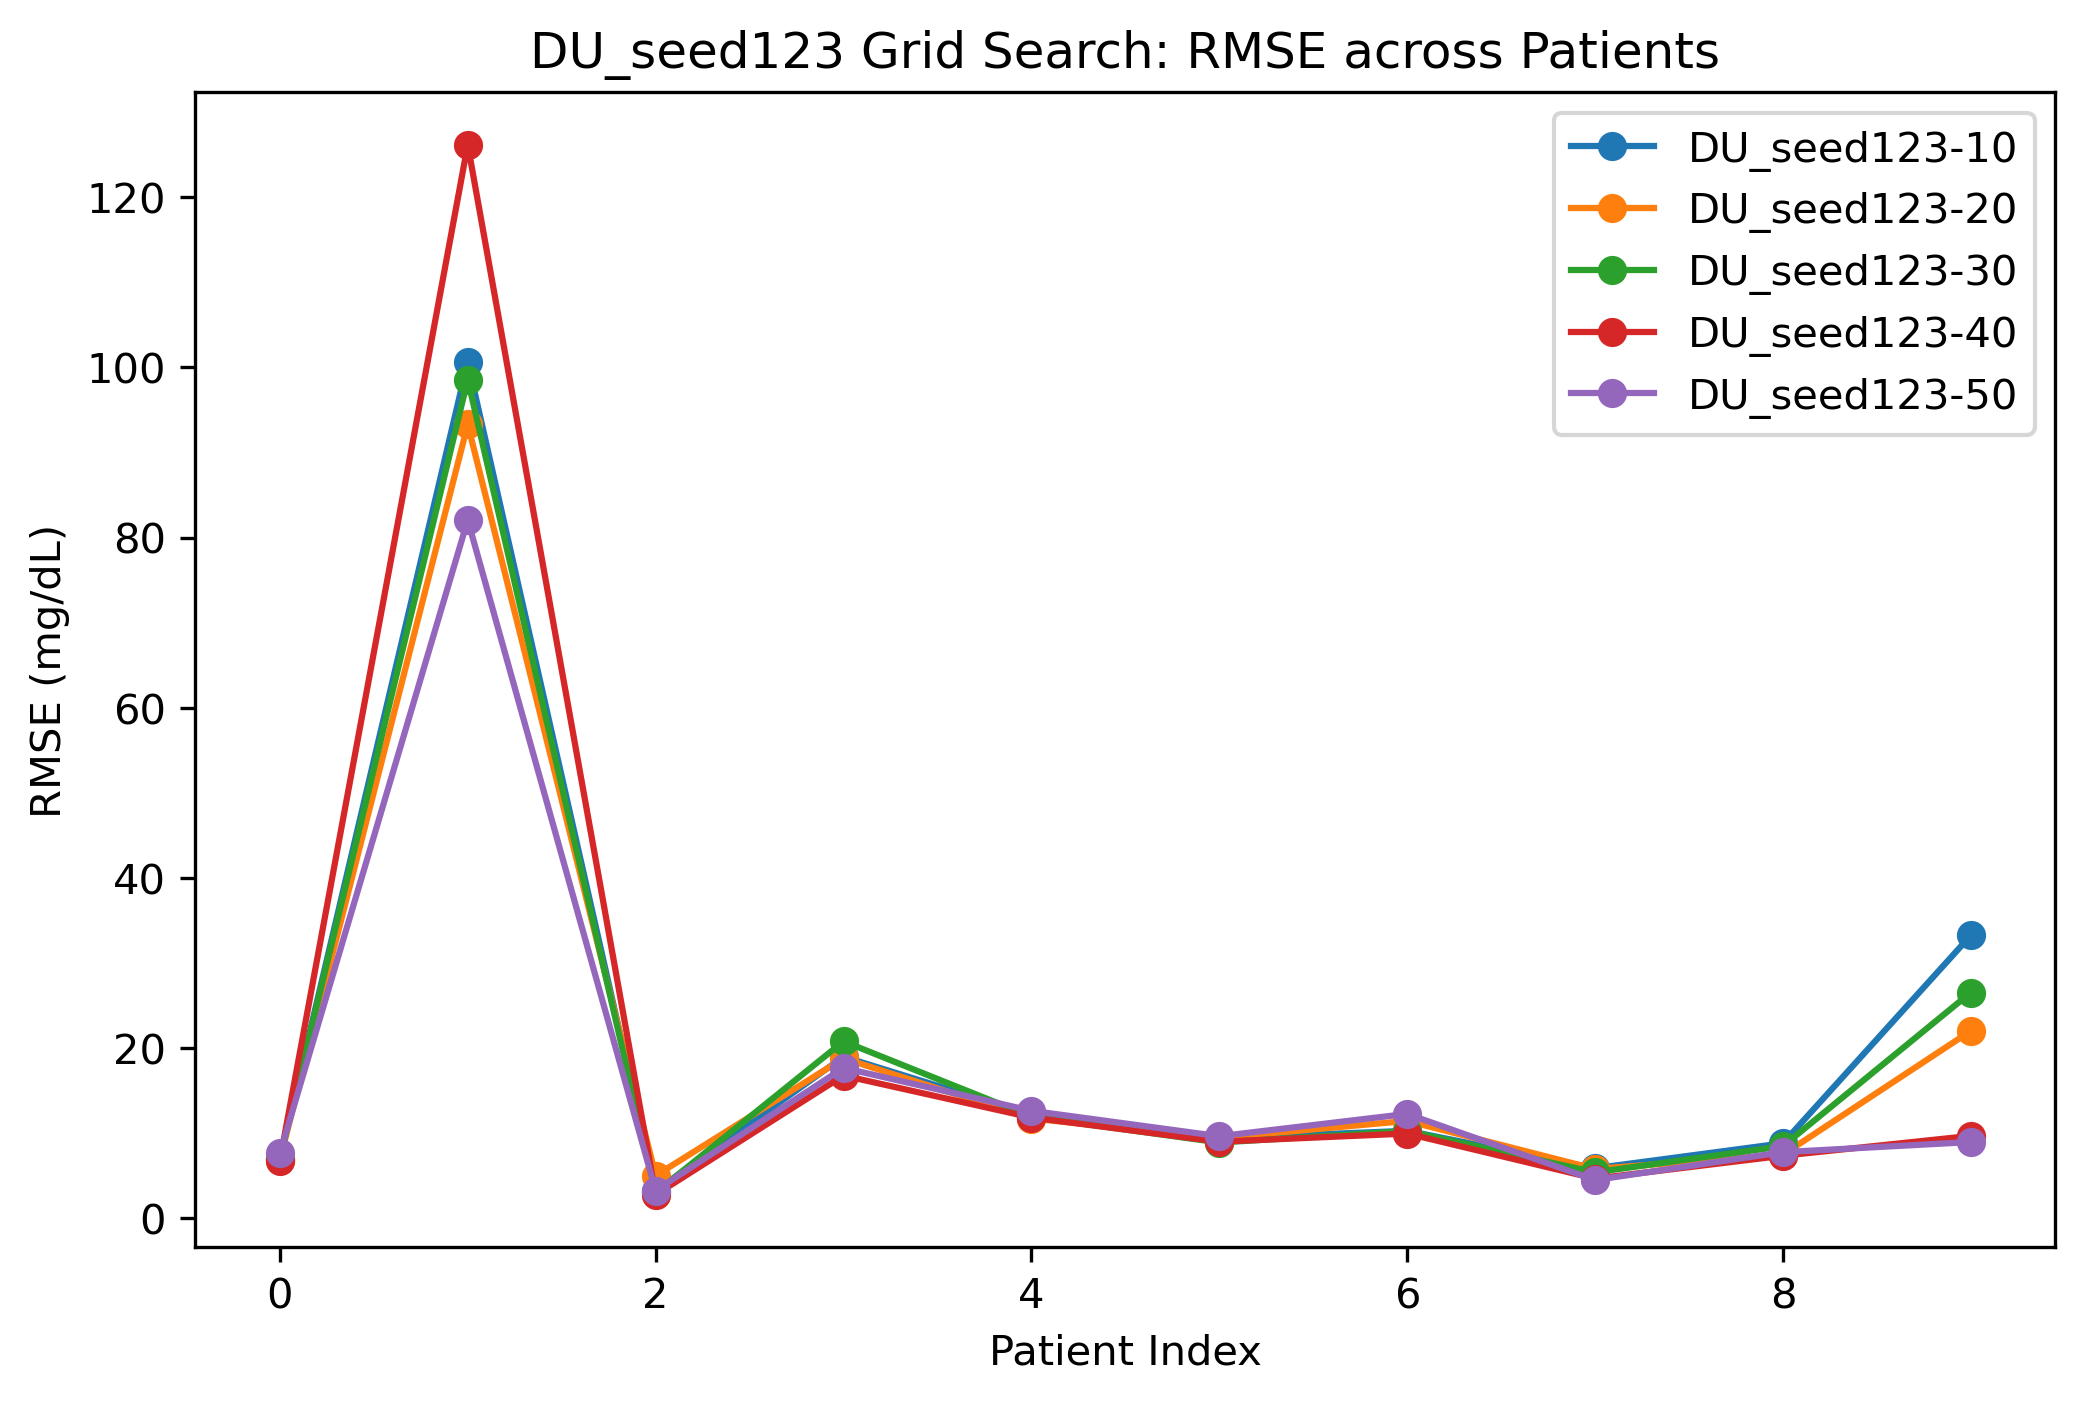 DU_seed123 Grid Search: RMSE across Patients
DU_seed123-10
DU_seed123-20
DU_seed123-30
DU_seed123-40
DU_seed123-50
RMSE (mg/dL)
120
100
80
60
40
20
0
0 2 4 6 8
Patient Index